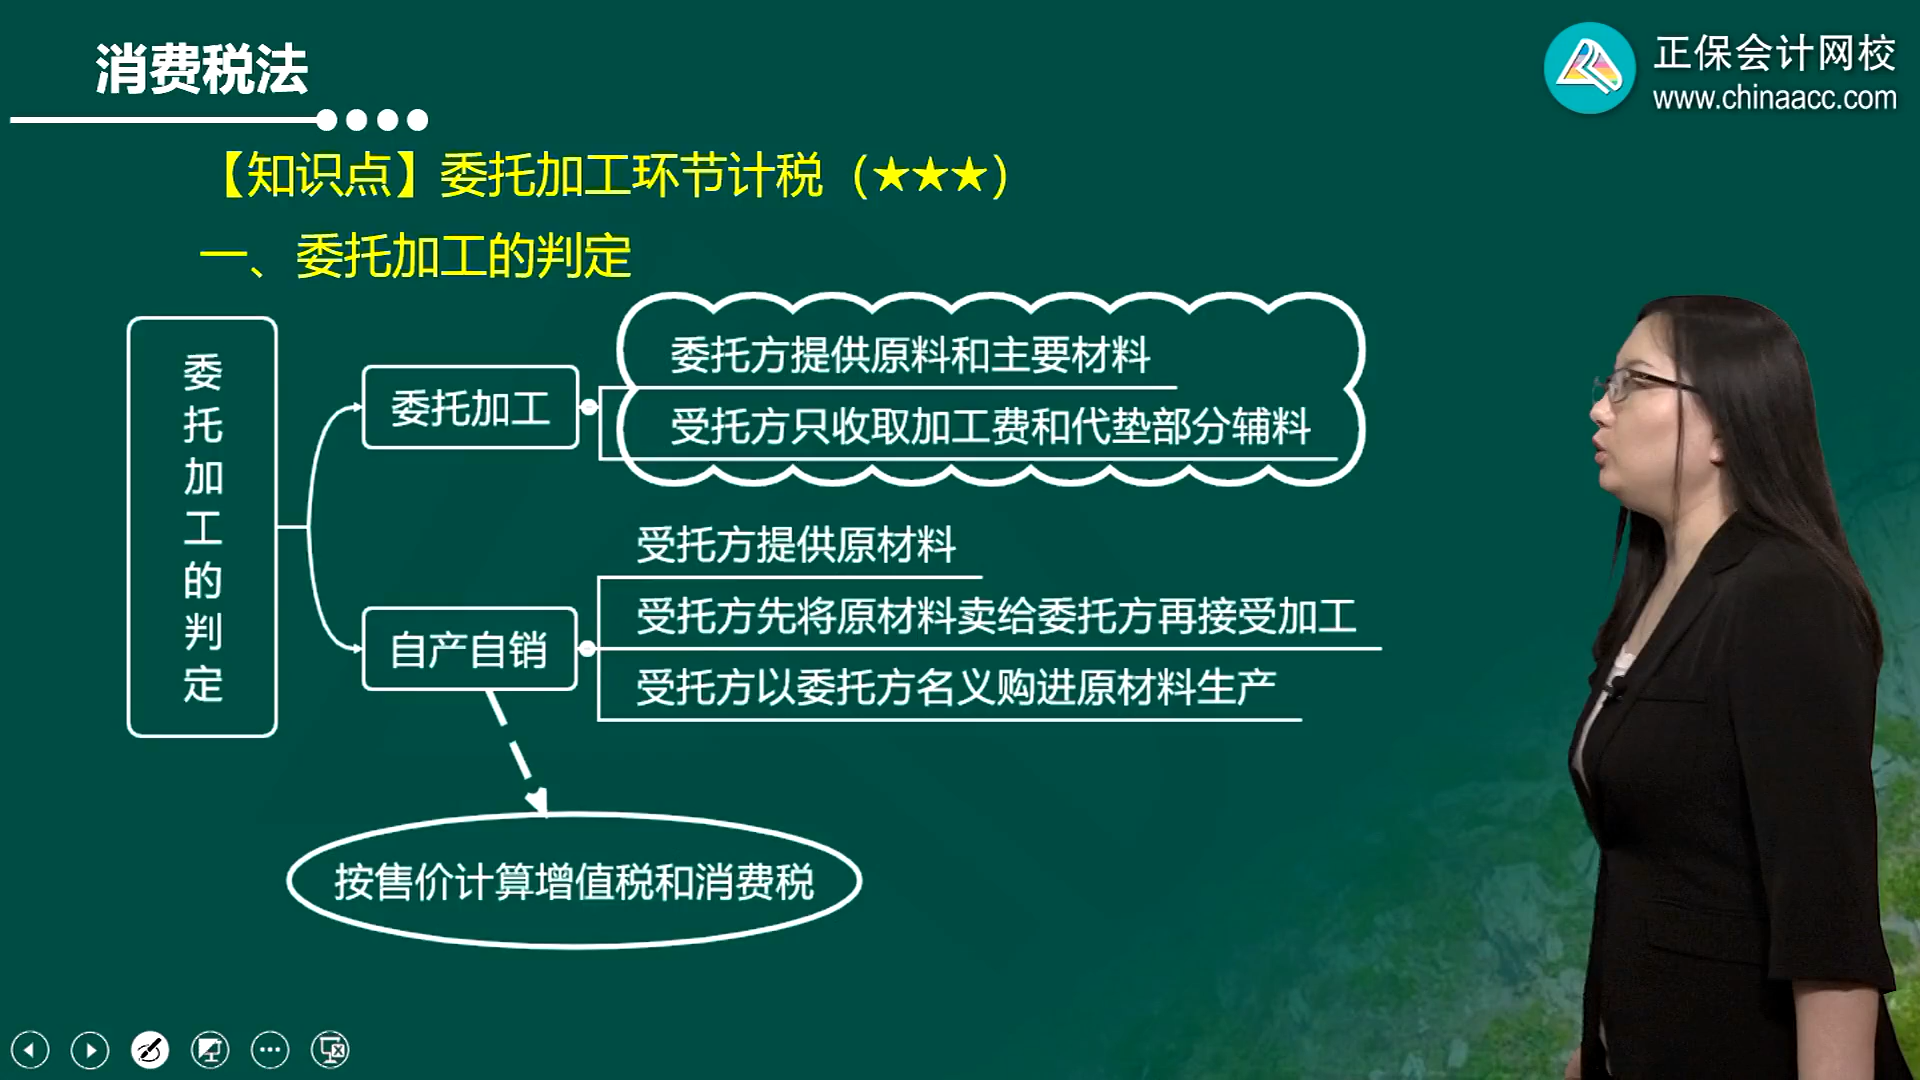 消费税法
正保会计网校
www.chinaacc.com
【知识点】委托加工环节计税（★★★）
一、委托加工的判定
委托加工的判定
委托加工
委托方提供原料和主要材料
受托方只收取加工费和代垫部分辅料
自产自销
受托方提供原材料
受托方先将原材料卖给委托方再接受加工
受托方以委托方名义购进原材料生产
按售价计算增值税和消费税